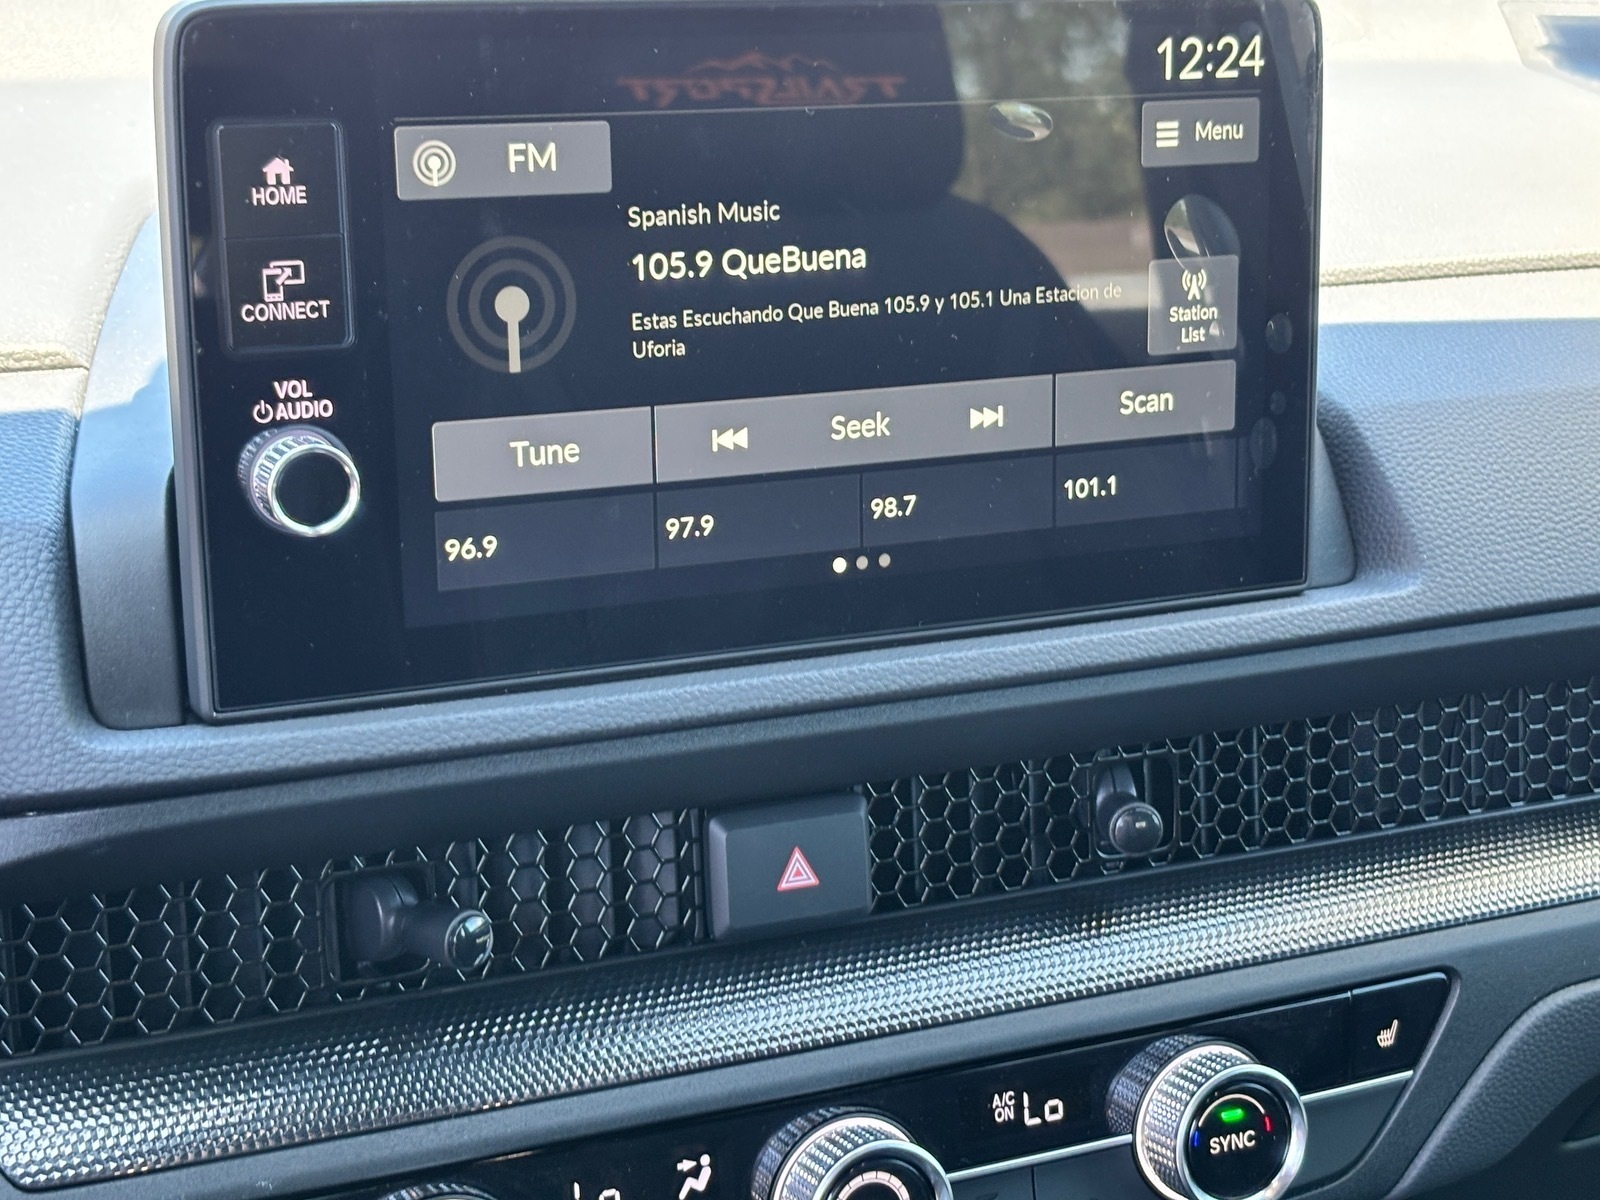 12:24
HOME
FM
Menu
Spanish Music
105.9 QueBuena
CONNECT
Estas Escuchando Que Buena 105.9 y 105.1 Una Estacion de
Uforia
Station
List
VOL
AUDIO
Tune
Seek
Scan
96.9
97.9
98.7
101.1
A/C
ON
Lo
SYNC
Lo